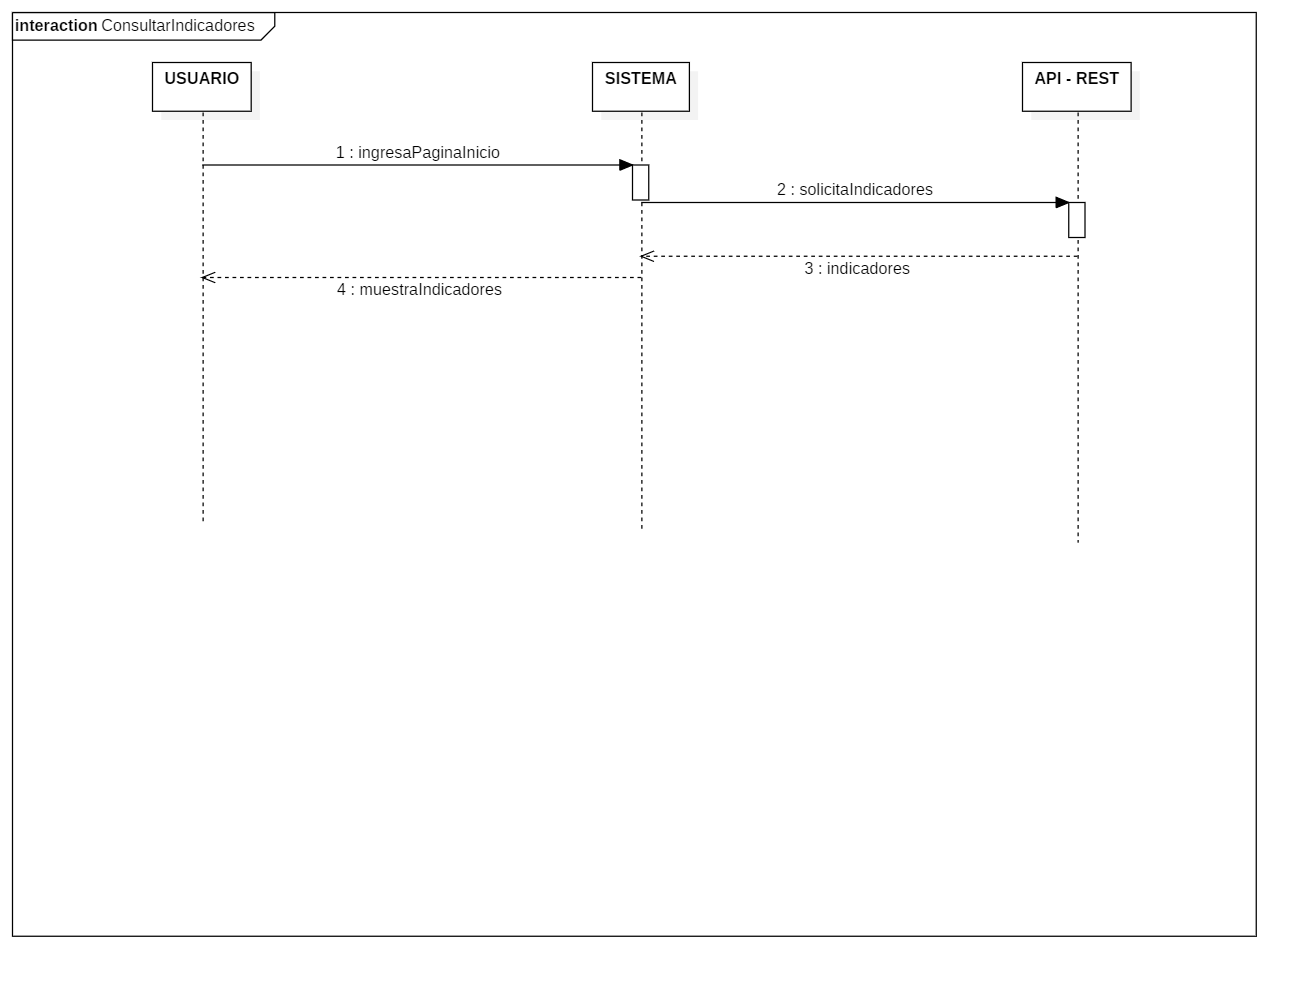 interaction ConsultarIndicadores
USUARIO
SISTEMA
API - REST
1 : ingresaPaginaInicio
2 : solicitaIndicadores
3 : indicadores
4 : muestraIndicadores